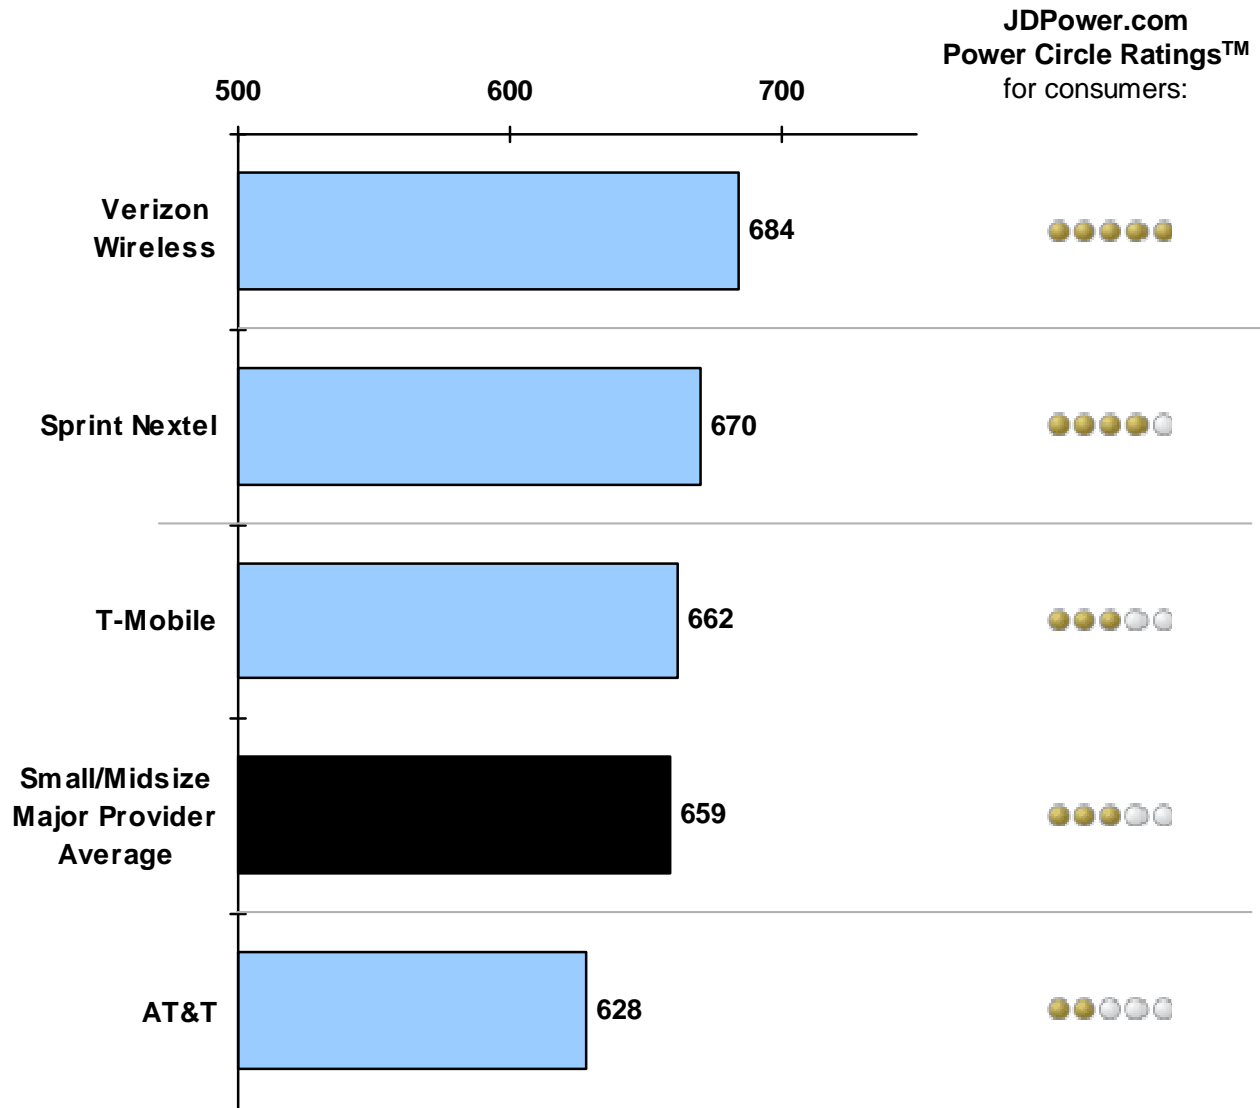 JDPower.com
Power Circle Ratings™
for consumers:
500 600 700
Verizon
Wireless
684
Sprint Nextel
670
T-Mobile
662
Small/Midsize
Major Provider
Average
659
AT&T
628